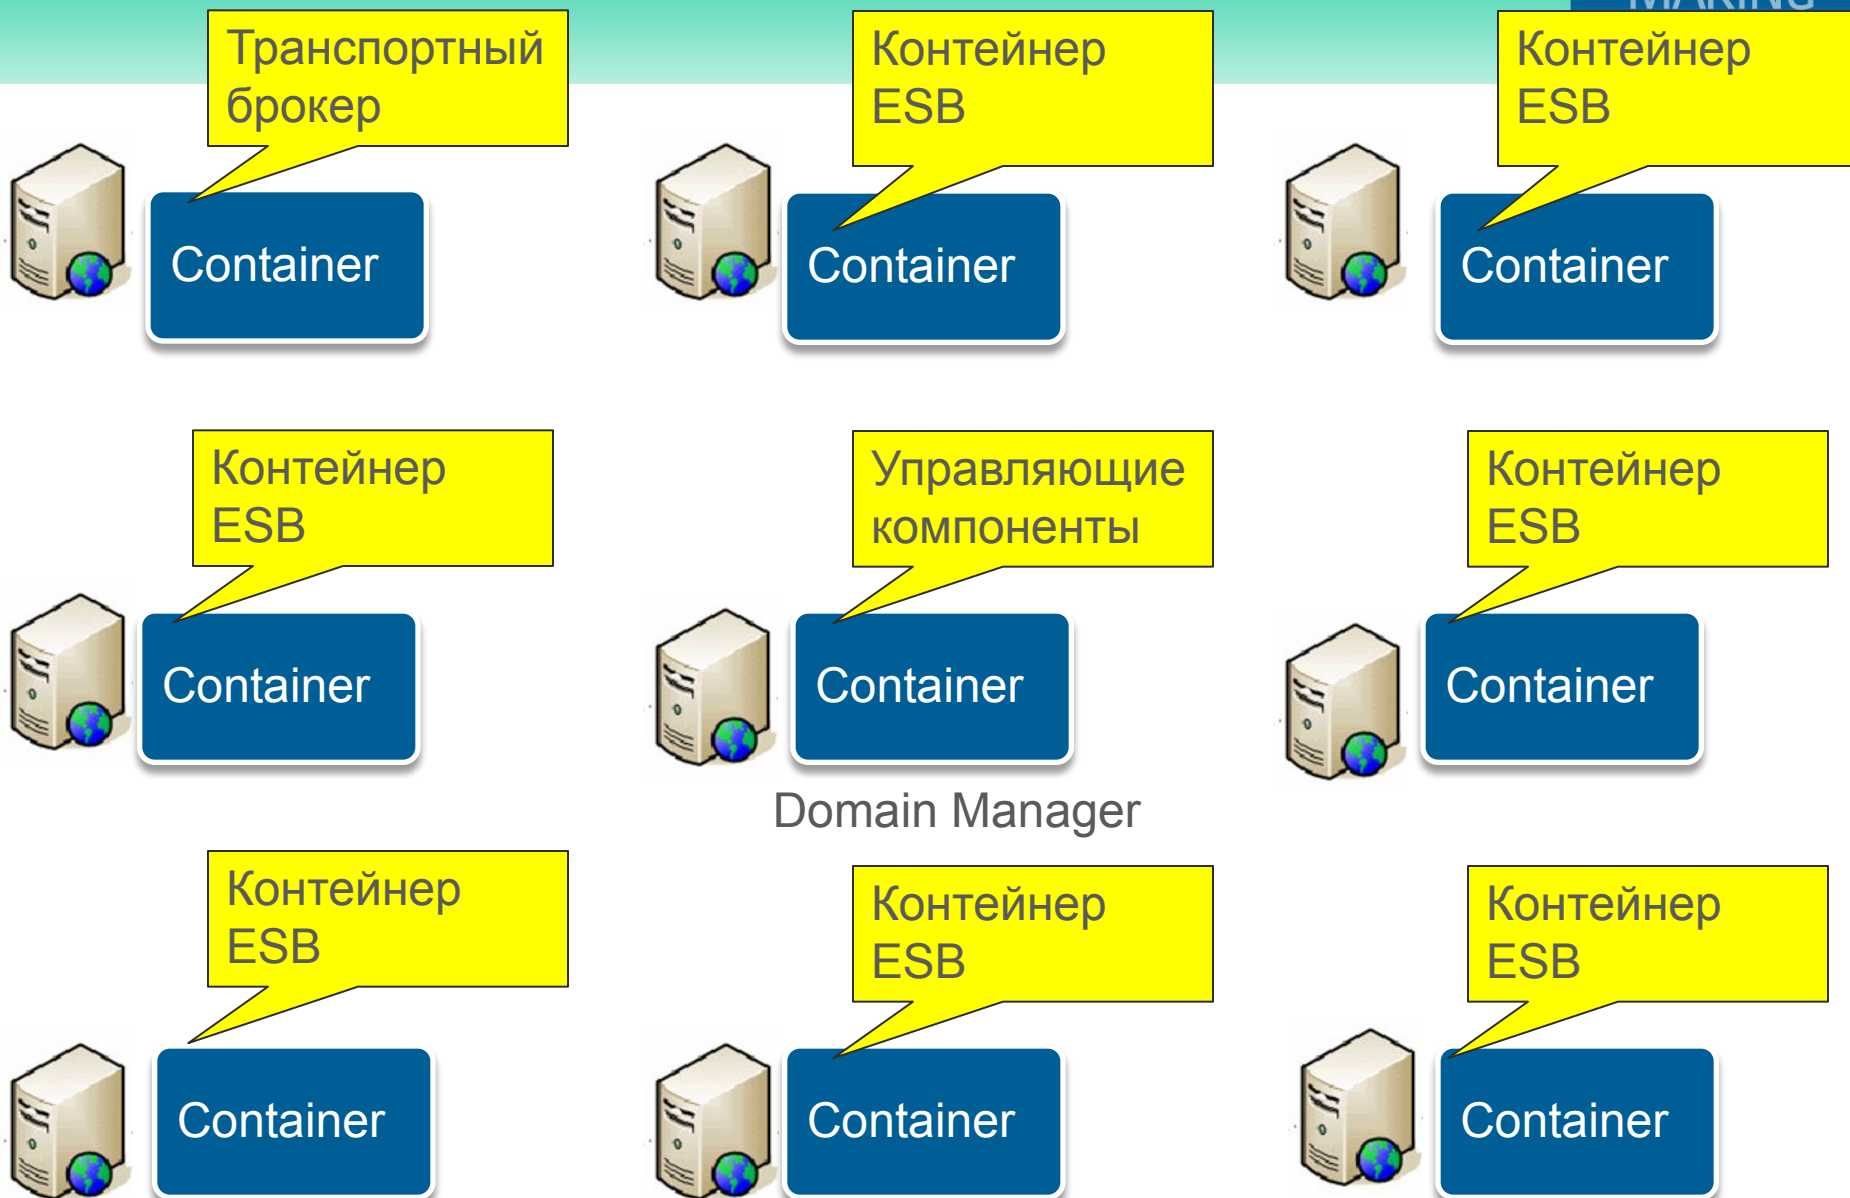 MAKING
Транспортный
брокер
Контейнер
ESB
Контейнер
ESB
Container
Container
Container
Контейнер
ESB
Управляющие
компоненты
Контейнер
ESB
Container
Container
Container
Domain Manager
Контейнер
ESB
Контейнер
ESB
Контейнер
ESB
Container
Container
Container